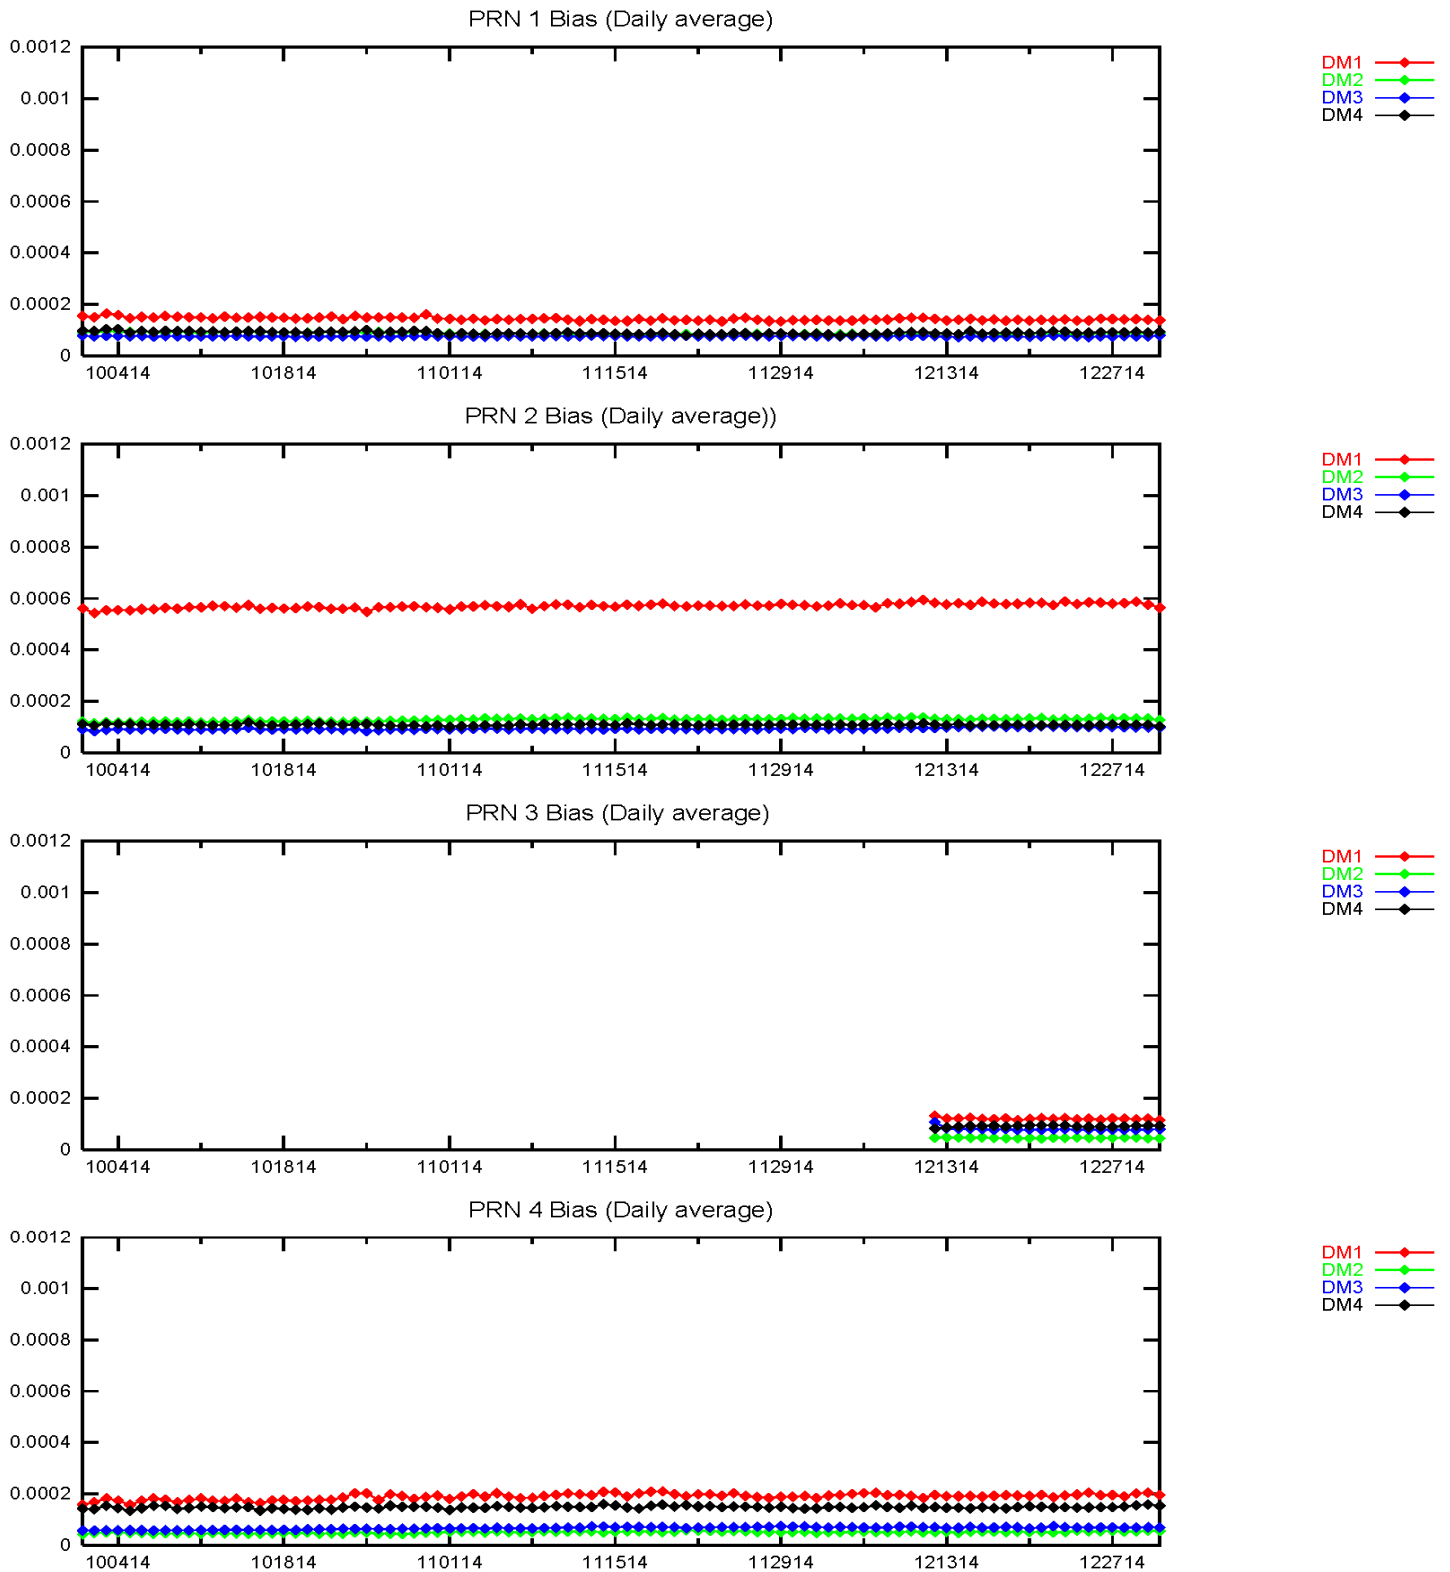 PRN 1 Bias (Daily average)
0.0012
0.001
0.0008
0.0006
0.0004
0.0002
0
100414 101814 110114 111514 112914 121314 122714
DM1
DM2
DM3
DM4
PRN 2 Bias (Daily average))
0.0012
0.001
0.0008
0.0006
0.0004
0.0002
0
100414 101814 110114 111514 112914 121314 122714
DM1
DM2
DM3
DM4
PRN 3 Bias (Daily average)
0.0012
0.001
0.0008
0.0006
0.0004
0.0002
0
100414 101814 110114 111514 112914 121314 122714
DM1
DM2
DM3
DM4
PRN 4 Bias (Daily average)
0.0012
0.001
0.0008
0.0006
0.0004
0.0002
0
100414 101814 110114 111514 112914 121314 122714
DM1
DM2
DM3
DM4